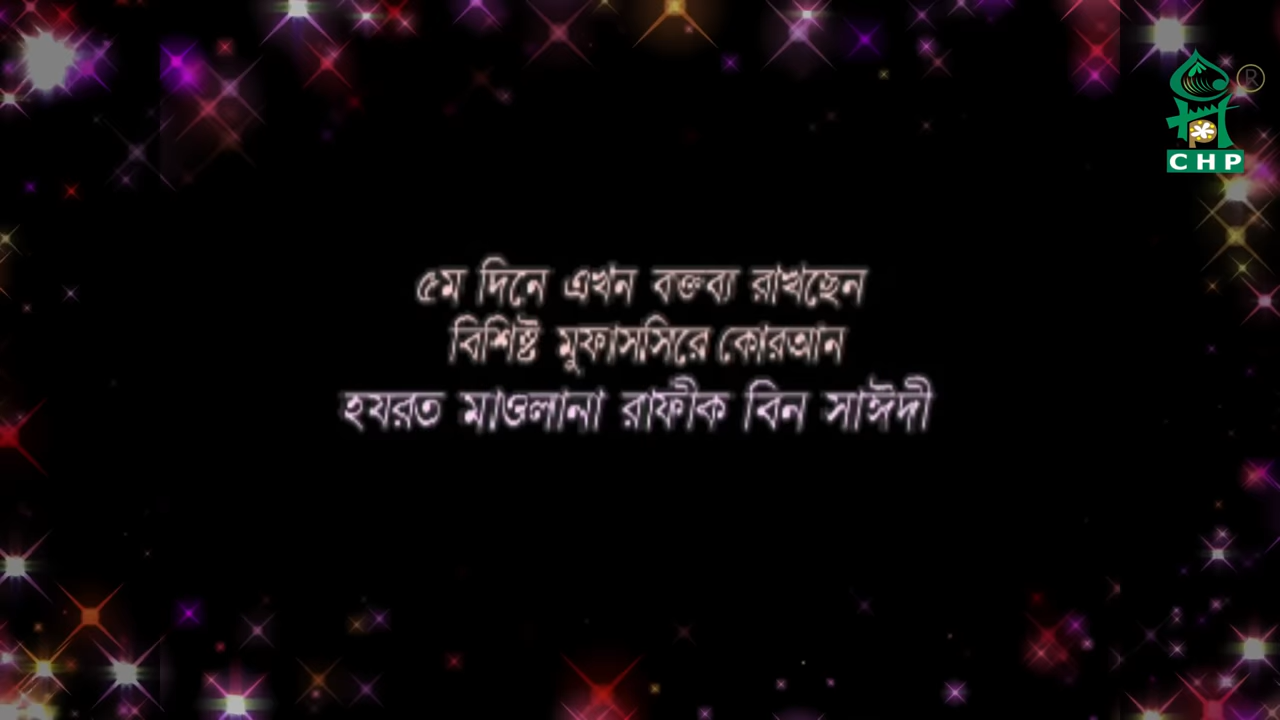 ৫ম দিনে এখন বক্তব্য রাখছেন
বিশিষ্ট মুফাসসিরে কোরআন
হযরত মাওলানা রাফীক বিন সাঈদী
®
CHP